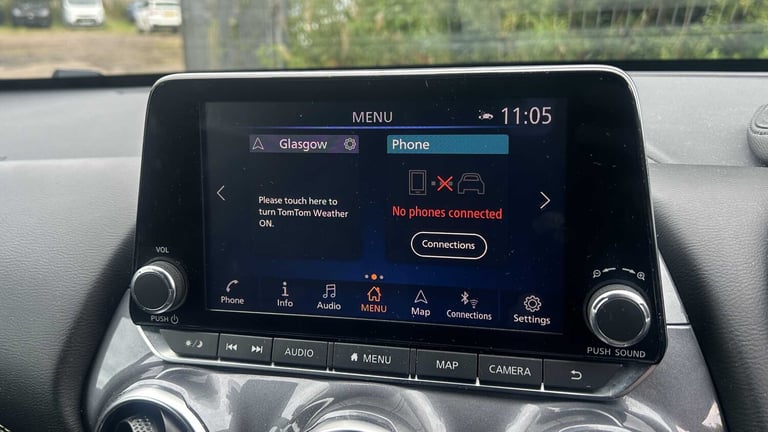 MENU
11:05
Glasgow
Phone
Please touch here to
turn TomTom Weather
ON.
No phones connected
Connections
Phone
Info
Audio
MENU
Map
Connections
Settings
VOL
PUSH
PUSH SOUND
AUDIO
MENU
MAP
CAMERA